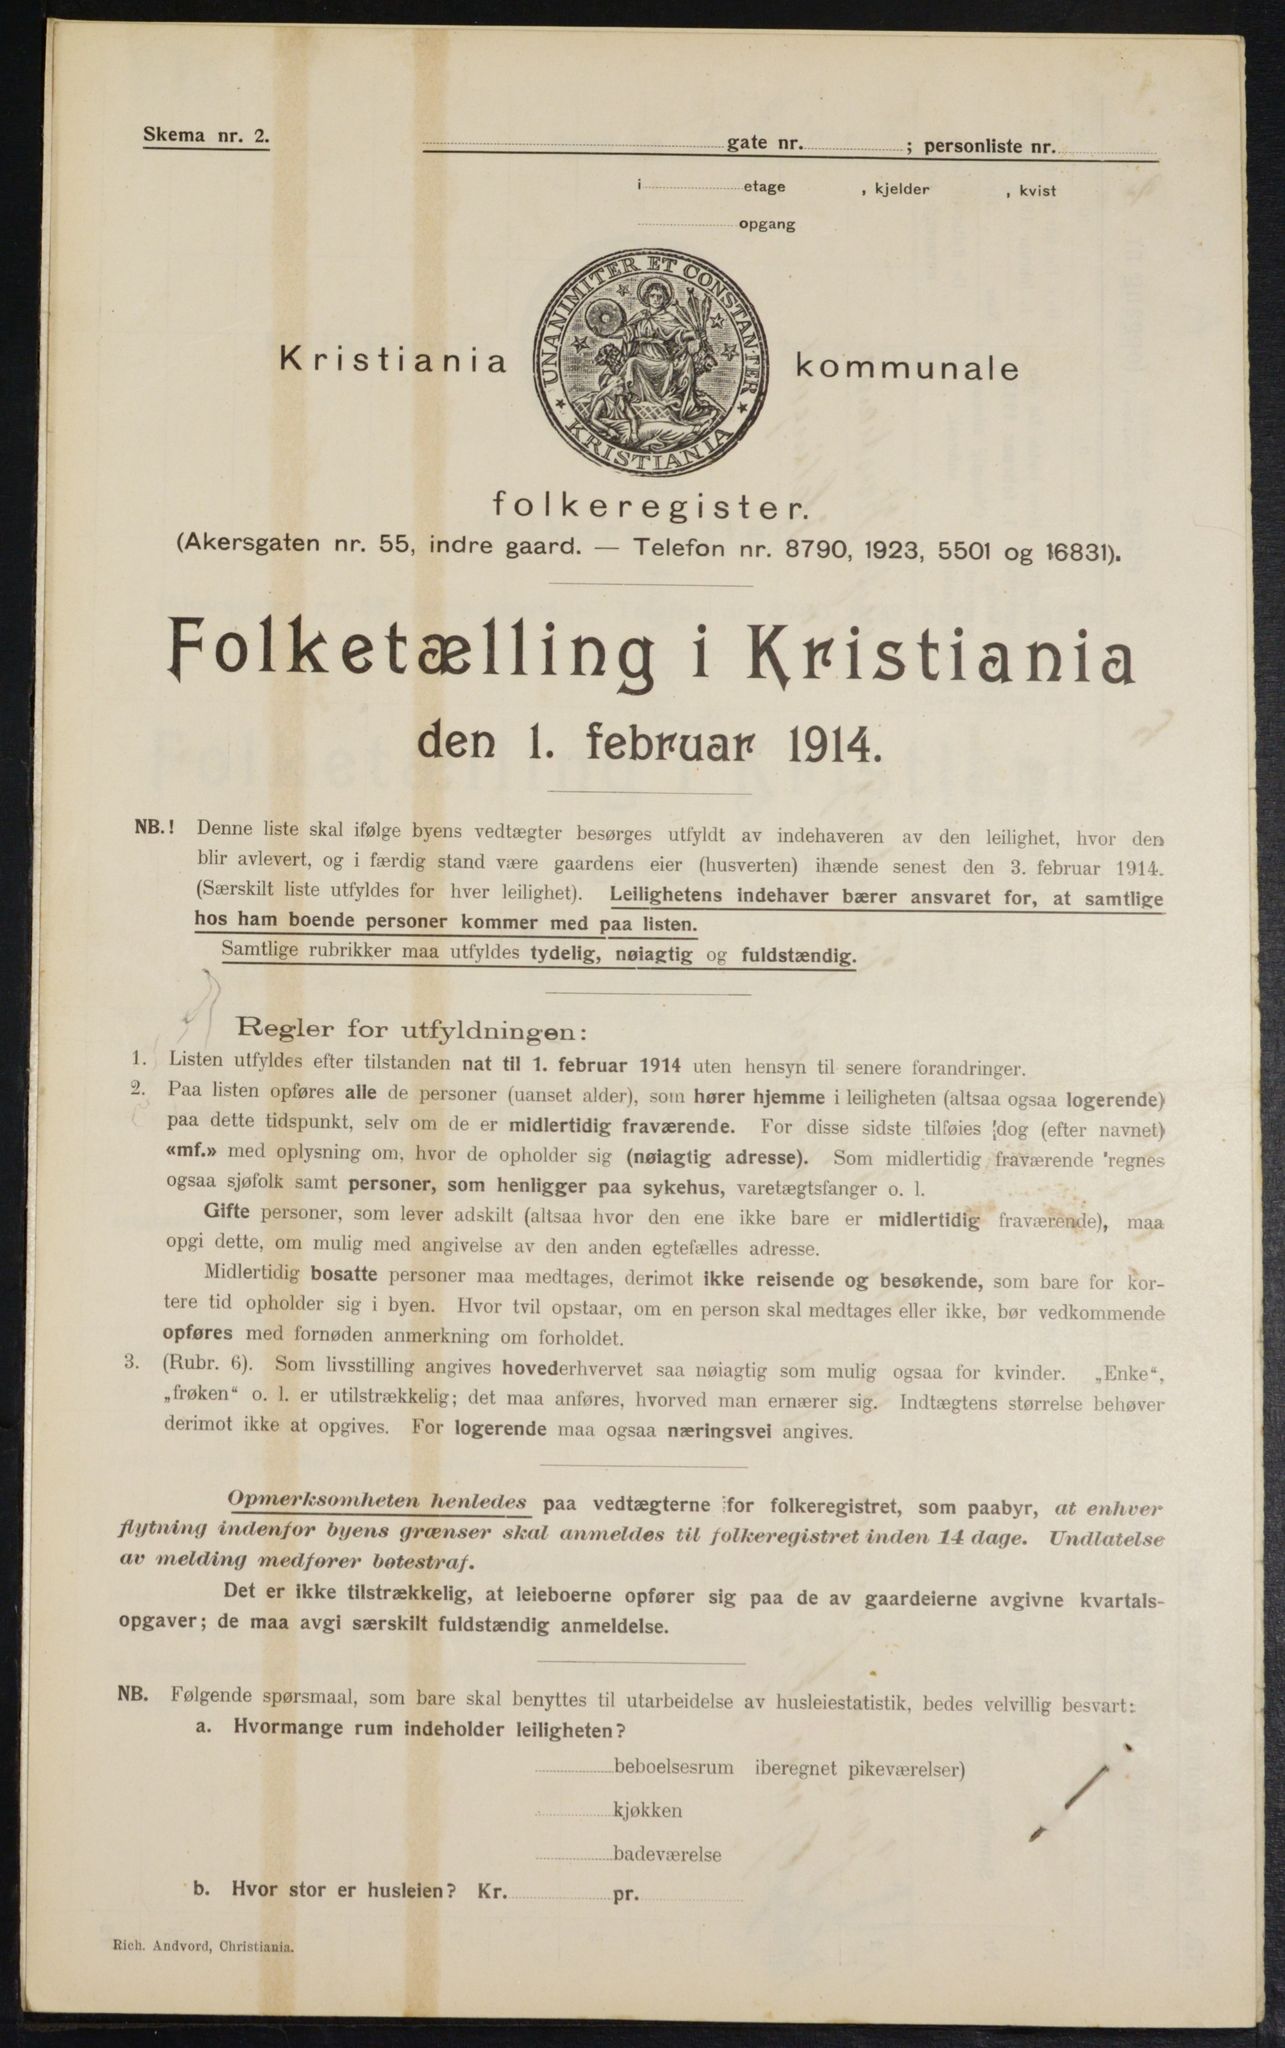 Skema nr. 2.
gate nr. ; personliste nr.
i etage , kjelder , kvist
opgang
UNANIMITER ET CONSTANTER
KRISTIANIA
Kristiania kommunale
folkeregister.
(Akersgaten nr. 55, indre gaard. — Telefon nr. 8790, 1923, 5501 og 16831).
Folketælling i Kristiania
den 1. februar 1914.
NB.! Denne liste skal ifølge byens vedtægter besørges utfyldt av indehaveren av den leilighet, hvor den
blir avlevert, og i færdig stand være gaardens eier (husverten) ihænde senest den 3. februar 1914.
(Særskilt liste utfyldes for hver leilighet). Leilighetens indehaver bærer ansvaret for, at samtlige
hos ham boende personer kommer med paa listen.
Samtlige rubrikker maa utfyldes tydelig, nøiagtig og fuldstændig.
Regler for utfyldningen:
1. Listen utfyldes efter tilstanden nat til 1. februar 1914 uten hensyn til senere forandringer.
2. Paa listen opføres alle de personer (uanset alder), som hører hjemme i leiligheten (altsaa ogsaa logerende)
paa dette tidspunkt, selv om de er midlertidig fraværende. For disse sidste tilføies dog (efter navnet)
«mf.» med oplysning om, hvor de opholder sig (nøiagtig adresse). Som midlertidig fraværende regnes
ogsaa sjøfolk samt personer, som henligger paa sykehus, varetægtsfanger o. l.
Gifte personer, som lever adskilt (altsaa hvor den ene ikke bare er midlertidig fraværende), maa
opgi dette, om mulig med angivelse av den anden egtefælles adresse.
Midlertidig bosatte personer maa medtages, derimot ikke reisende og besøkende, som bare for kor-
tere tid opholder sig i byen. Hvor tvil opstaar, om en person skal medtages eller ikke, bør vedkommende
opføres med fornøden anmerkning om forholdet.
3. (Rubr. 6). Som livsstilling angives hovederhvervet saa nøiagtig som mulig ogsaa for kvinder. „Enke“,
„frøken“ o. l. er utilstrækkelig; det maa anføres, hvorved man ernærer sig. Indtægtens størrelse behøver
derimot ikke at opgives. For logerende maa ogsaa næringsvei angives.
Opmerksomheten henledes paa vedtægterne for folkeregistret, som paabyr, at enhver
flytning indenfor byens grænser skal anmeldes til folkeregistret inden 14 dage. Undlatelse
av melding medfører bøtestraf.
Det er ikke tilstrækkelig, at leieboerne opfører sig paa de av gaardeierne avgivne kvartals-
opgaver; de maa avgi særskilt fuldstændig anmeldelse.
NB. Følgende spørsmaal, som bare skal benyttes til utarbeidelse av husleiestatistik, bedes velvillig besvart:
a. Hvormange rum indeholder leiligheten?
beboelsesrum iberegnet pikeværelser)
kjøkken
badeværelse
b. Hvor stor er husleien? Kr. pr.
Rich. Andvord, Christiania.